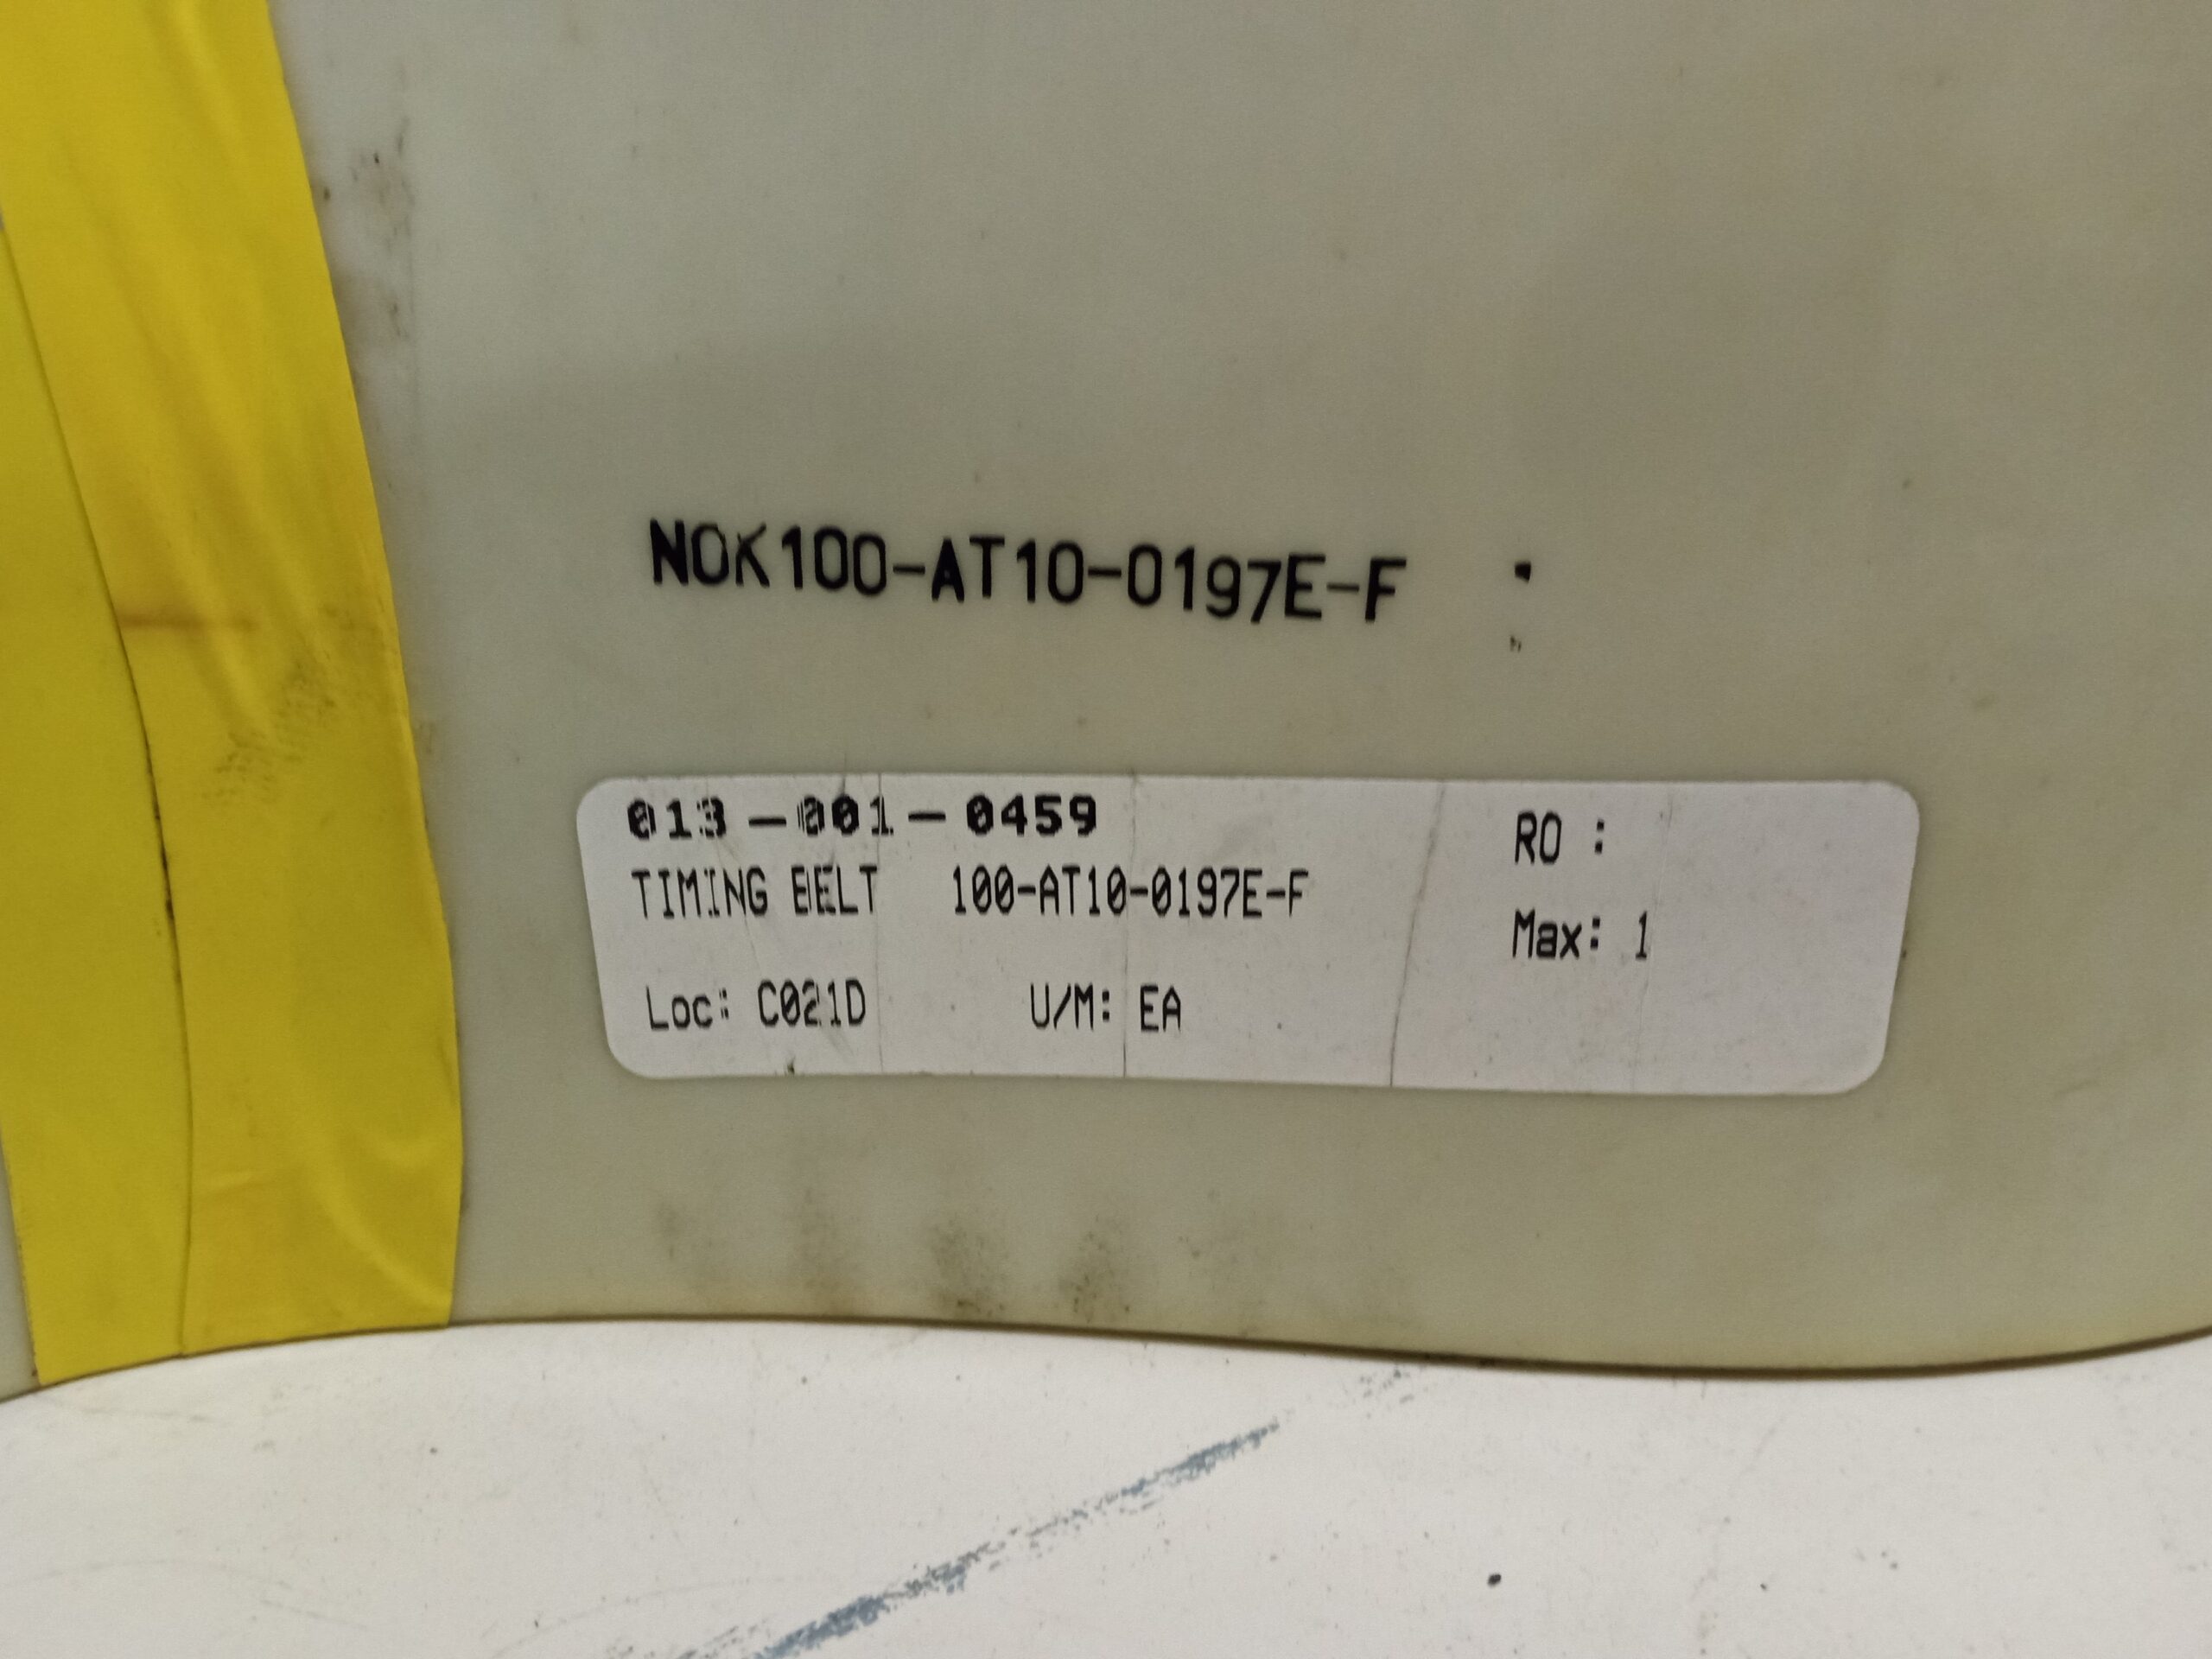 NOK100-AT10-0197E-F
013-001-0459
RO :
TIMING BELT 100-AT10-0197E-F
Max: 1
Loc: C021D U/M: EA